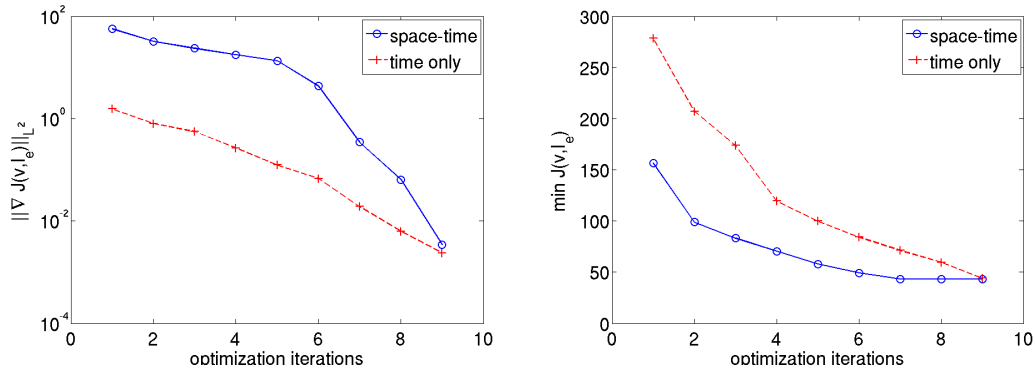 10^2
10^0
10^-2
10^-4
||∇ J(v,I_e)||_L^2
0 2 4 6 8 10
optimization iterations
space-time
time only
300
250
200
150
100
50
0
min J(v,I_e)
0 2 4 6 8 10
optimization iterations
space-time
time only